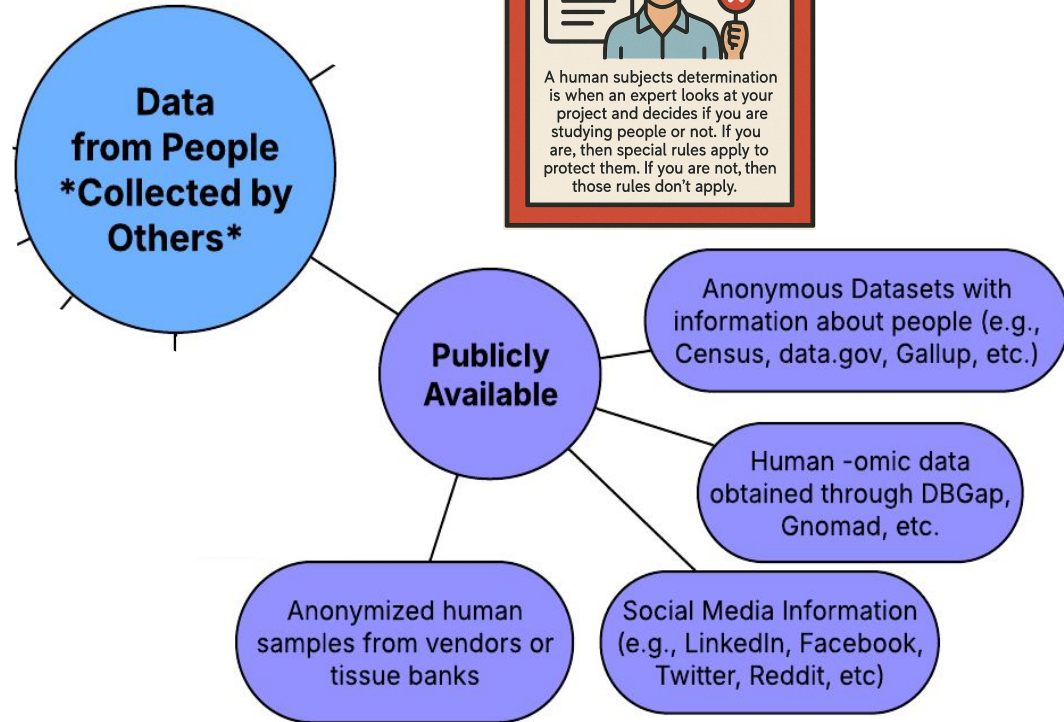 Data
from People
*Collected by
Others*
A human subjects determination
is when an expert looks at your
project and decides if you are
studying people or not. If you
are, then special rules apply to
protect them. If you are not, then
those rules don't apply.
Publicly
Available
Anonymous Datasets with
information about people (e.g.,
Census, data.gov, Gallup, etc.)
Human -omic data
obtained through DBGap,
Gnomad, etc.
Social Media Information
(e.g., LinkedIn, Facebook,
Twitter, Reddit, etc)
Anonymized human
samples from vendors or
tissue banks